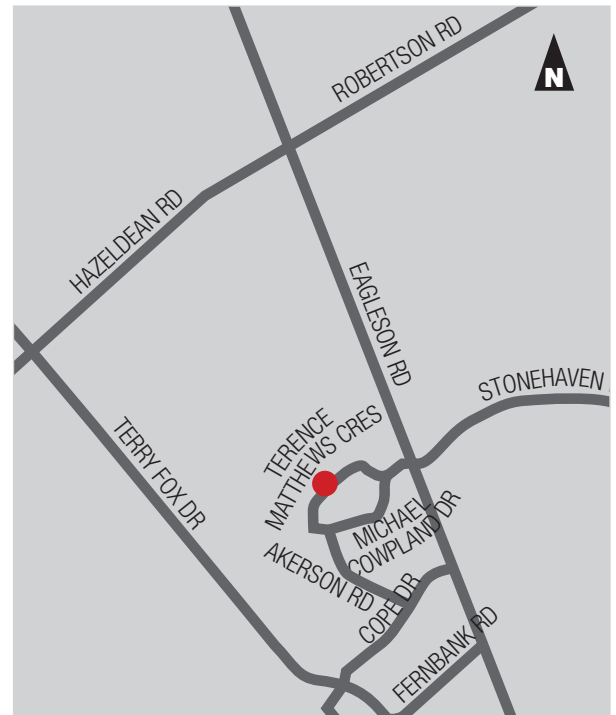 ROBERTSON RD
N
HAZELDEAN RD
EAGLESON RD
STONEHAVEN
TERENCE
MATTHEWS CRES
TERRY FOX DR
MICHAEL
COWPLAND DR
AKERSON RD
COPE DR
FERNBANK RD